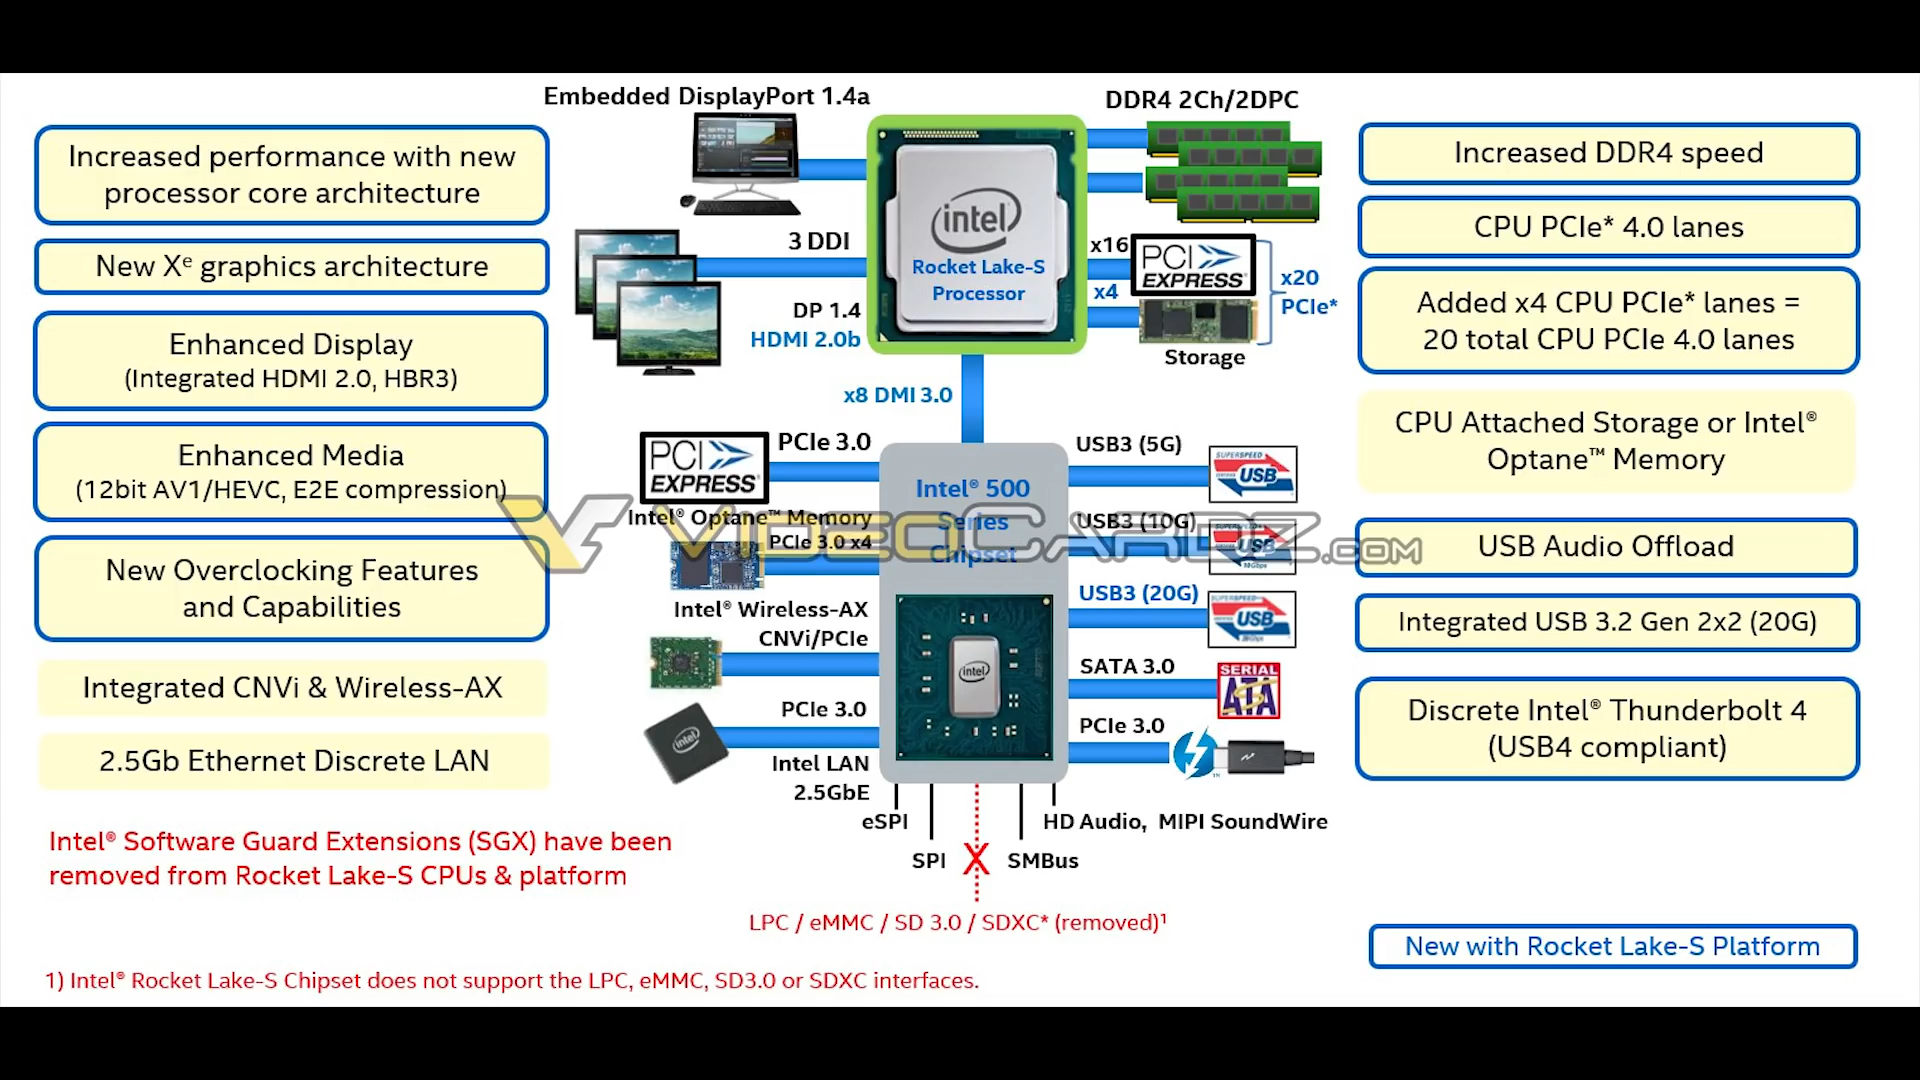 Embedded DisplayPort 1.4a
DDR4 2Ch/2DPC
Increased performance with new
processor core architecture
New Xᵉ graphics architecture
Enhanced Display
(Integrated HDMI 2.0, HBR3)
Enhanced Media
(12bit AV1/HEVC, E2E compression)
New Overclocking Features
and Capabilities
Integrated CNVi & Wireless-AX
2.5Gb Ethernet Discrete LAN
Intel® Software Guard Extensions (SGX) have been
removed from Rocket Lake-S CPUs & platform
3 DDI
DP 1.4
HDMI 2.0b
intel
Rocket Lake-S
Processor
x16
PCI
EXPRESS®
x4
x20
PCIe*
Storage
x8 DMI 3.0
PCI
EXPRESS®
PCIe 3.0
Intel® Optane™ Memory
PCIe 3.0 x4
Intel® Wireless-AX
CNVi/PCIe
PCIe 3.0
intel
Intel LAN
2.5GbE
Intel® 500
Series
Chipset
intel
USB3 (5G)
SUPERSPEED
USB
USB3 (10G)
USB
10Gbps
USB3 (20G)
SUPERSPEED
USB
SATA 3.0
SERIAL
ATA
PCIe 3.0
eSPI
SPI
X
SMBus
HD Audio, MIPI SoundWire
LPC / eMMC / SD 3.0 / SDXC* (removed)¹
Increased DDR4 speed
CPU PCIe* 4.0 lanes
Added x4 CPU PCIe* lanes =
20 total CPU PCIe 4.0 lanes
CPU Attached Storage or Intel®
Optane™ Memory
USB Audio Offload
Integrated USB 3.2 Gen 2x2 (20G)
Discrete Intel® Thunderbolt 4
(USB4 compliant)
New with Rocket Lake-S Platform
1) Intel® Rocket Lake-S Chipset does not support the LPC, eMMC, SD3.0 or SDXC interfaces.
VIDEOCARDZ.COM